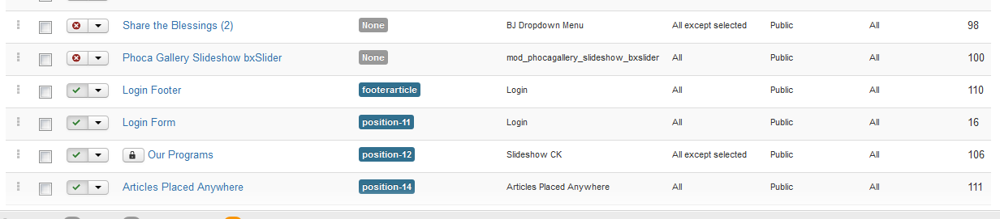 Share the Blessings (2) None BJ Dropdown Menu All except selected Public All 98
Phoca Gallery Slideshow bxSlider None mod_phocagallery_slideshow_bxslider All Public All 100
Login Footer footerarticle Login All Public All 110
Login Form position-11 Login All Public All 16
Our Programs position-12 Slideshow CK All except selected Public All 106
Articles Placed Anywhere position-14 Articles Placed Anywhere All Public All 111